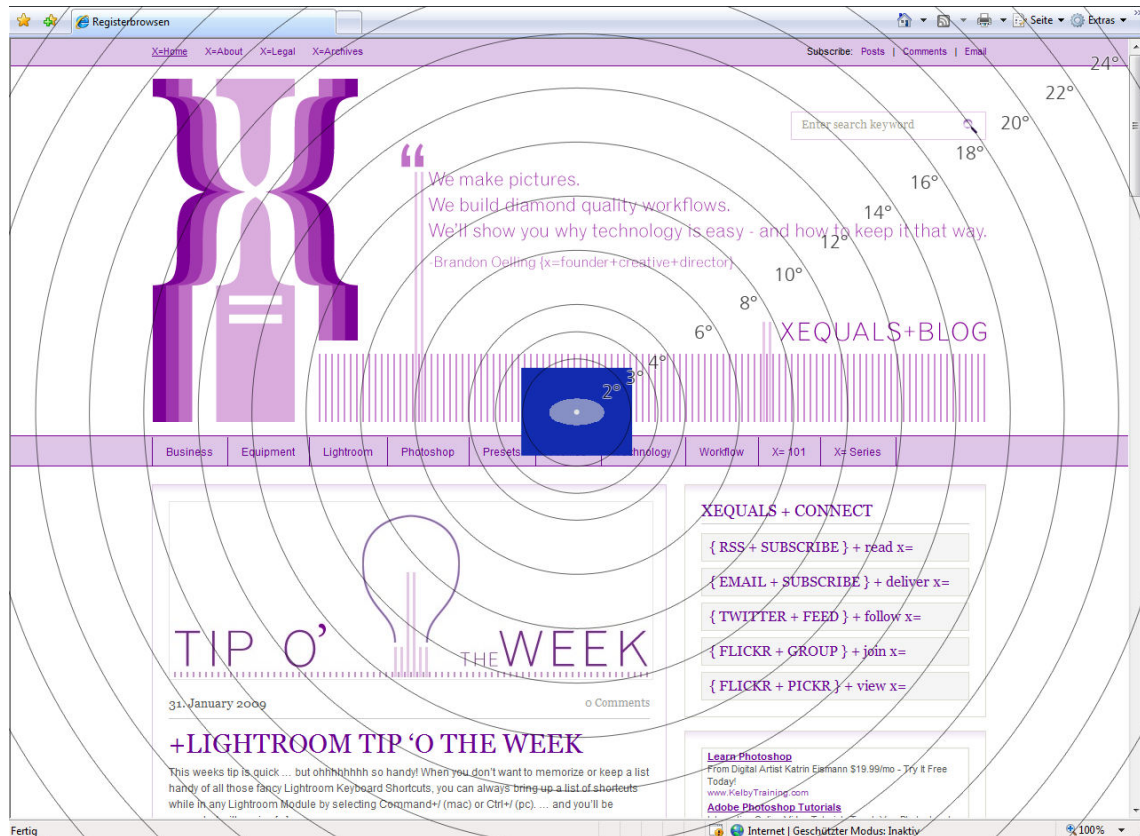 Registerbrowsen
Seite
Extras
X=Home X=About X=Legal X=Archives
Subscribe: Posts | Comments | Email
24°
22°
20°
18°
16°
14°
12°
10°
8°
6°
4°
3°
2°
Enter search keyword
“
We make pictures.
We build diamond quality workflows.
We'll show you why technology is easy - and how to keep it that way.
-Brandon Oelling {x=founder+creative+director}
XEQUALS+BLOG
Business Equipment Lightroom Photoshop Presets hnology Workflow X= 101 X= Series
TIP O’ THE WEEK
31. January 2009
0 Comments
+LIGHTROOM TIP ‘O THE WEEK
This weeks tip is quick … but ohhhhhhhh so handy! When you don't want to memorize or keep a list
handy of all those fancy Lightroom Keyboard Shortcuts, you can always bring up a list of shortcuts
while in any Lightroom Module by selecting Command+/ (mac) or Ctrl+/ (pc). … and you'll be
XEQUALS + CONNECT
{ RSS + SUBSCRIBE } + read x=
{ EMAIL + SUBSCRIBE } + deliver x=
{ TWITTER + FEED } + follow x=
{ FLICKR + GROUP } + join x=
{ FLICKR + PICKR } + view x=
Learn Photoshop
From Digital Artist Katrin Eismann $19.99/mo - Try It Free
Today!
www.KelbyTraining.com
Adobe Photoshop Tutorials
Fertig
Internet | Geschützter Modus: Inaktiv
100%